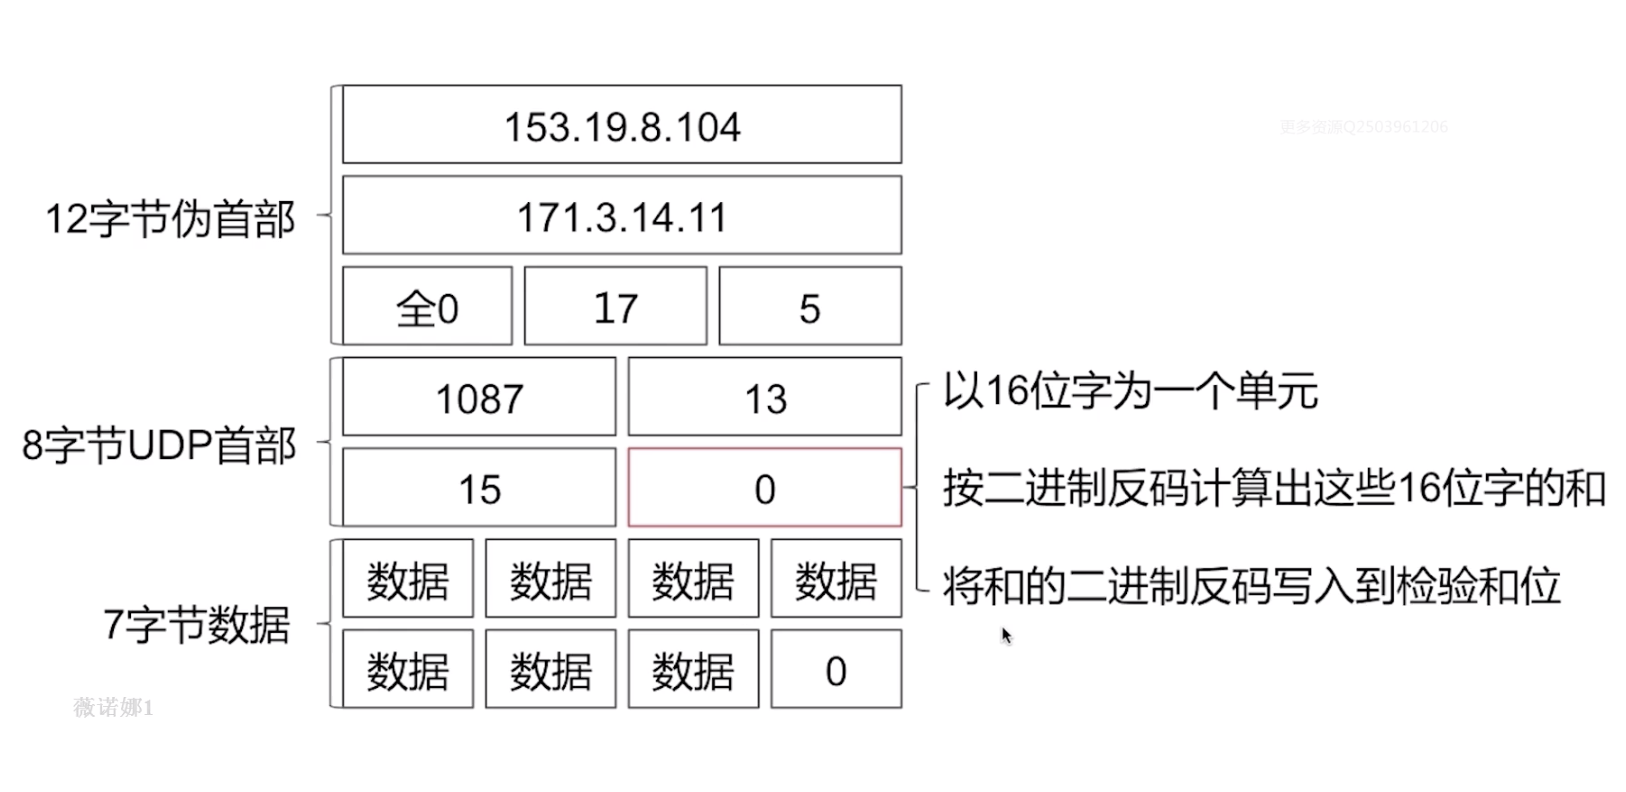 153.19.8.104
更多资源Q2503961206
12字节伪首部
171.3.14.11
全0 17 5
8字节UDP首部
1087 13
15 0
以16位字为一个单元
按二进制反码计算出这些16位字的和
将和的二进制反码写入到检验和位
7字节数据
数据 数据 数据 数据
数据 数据 数据 0
薇诺娜1